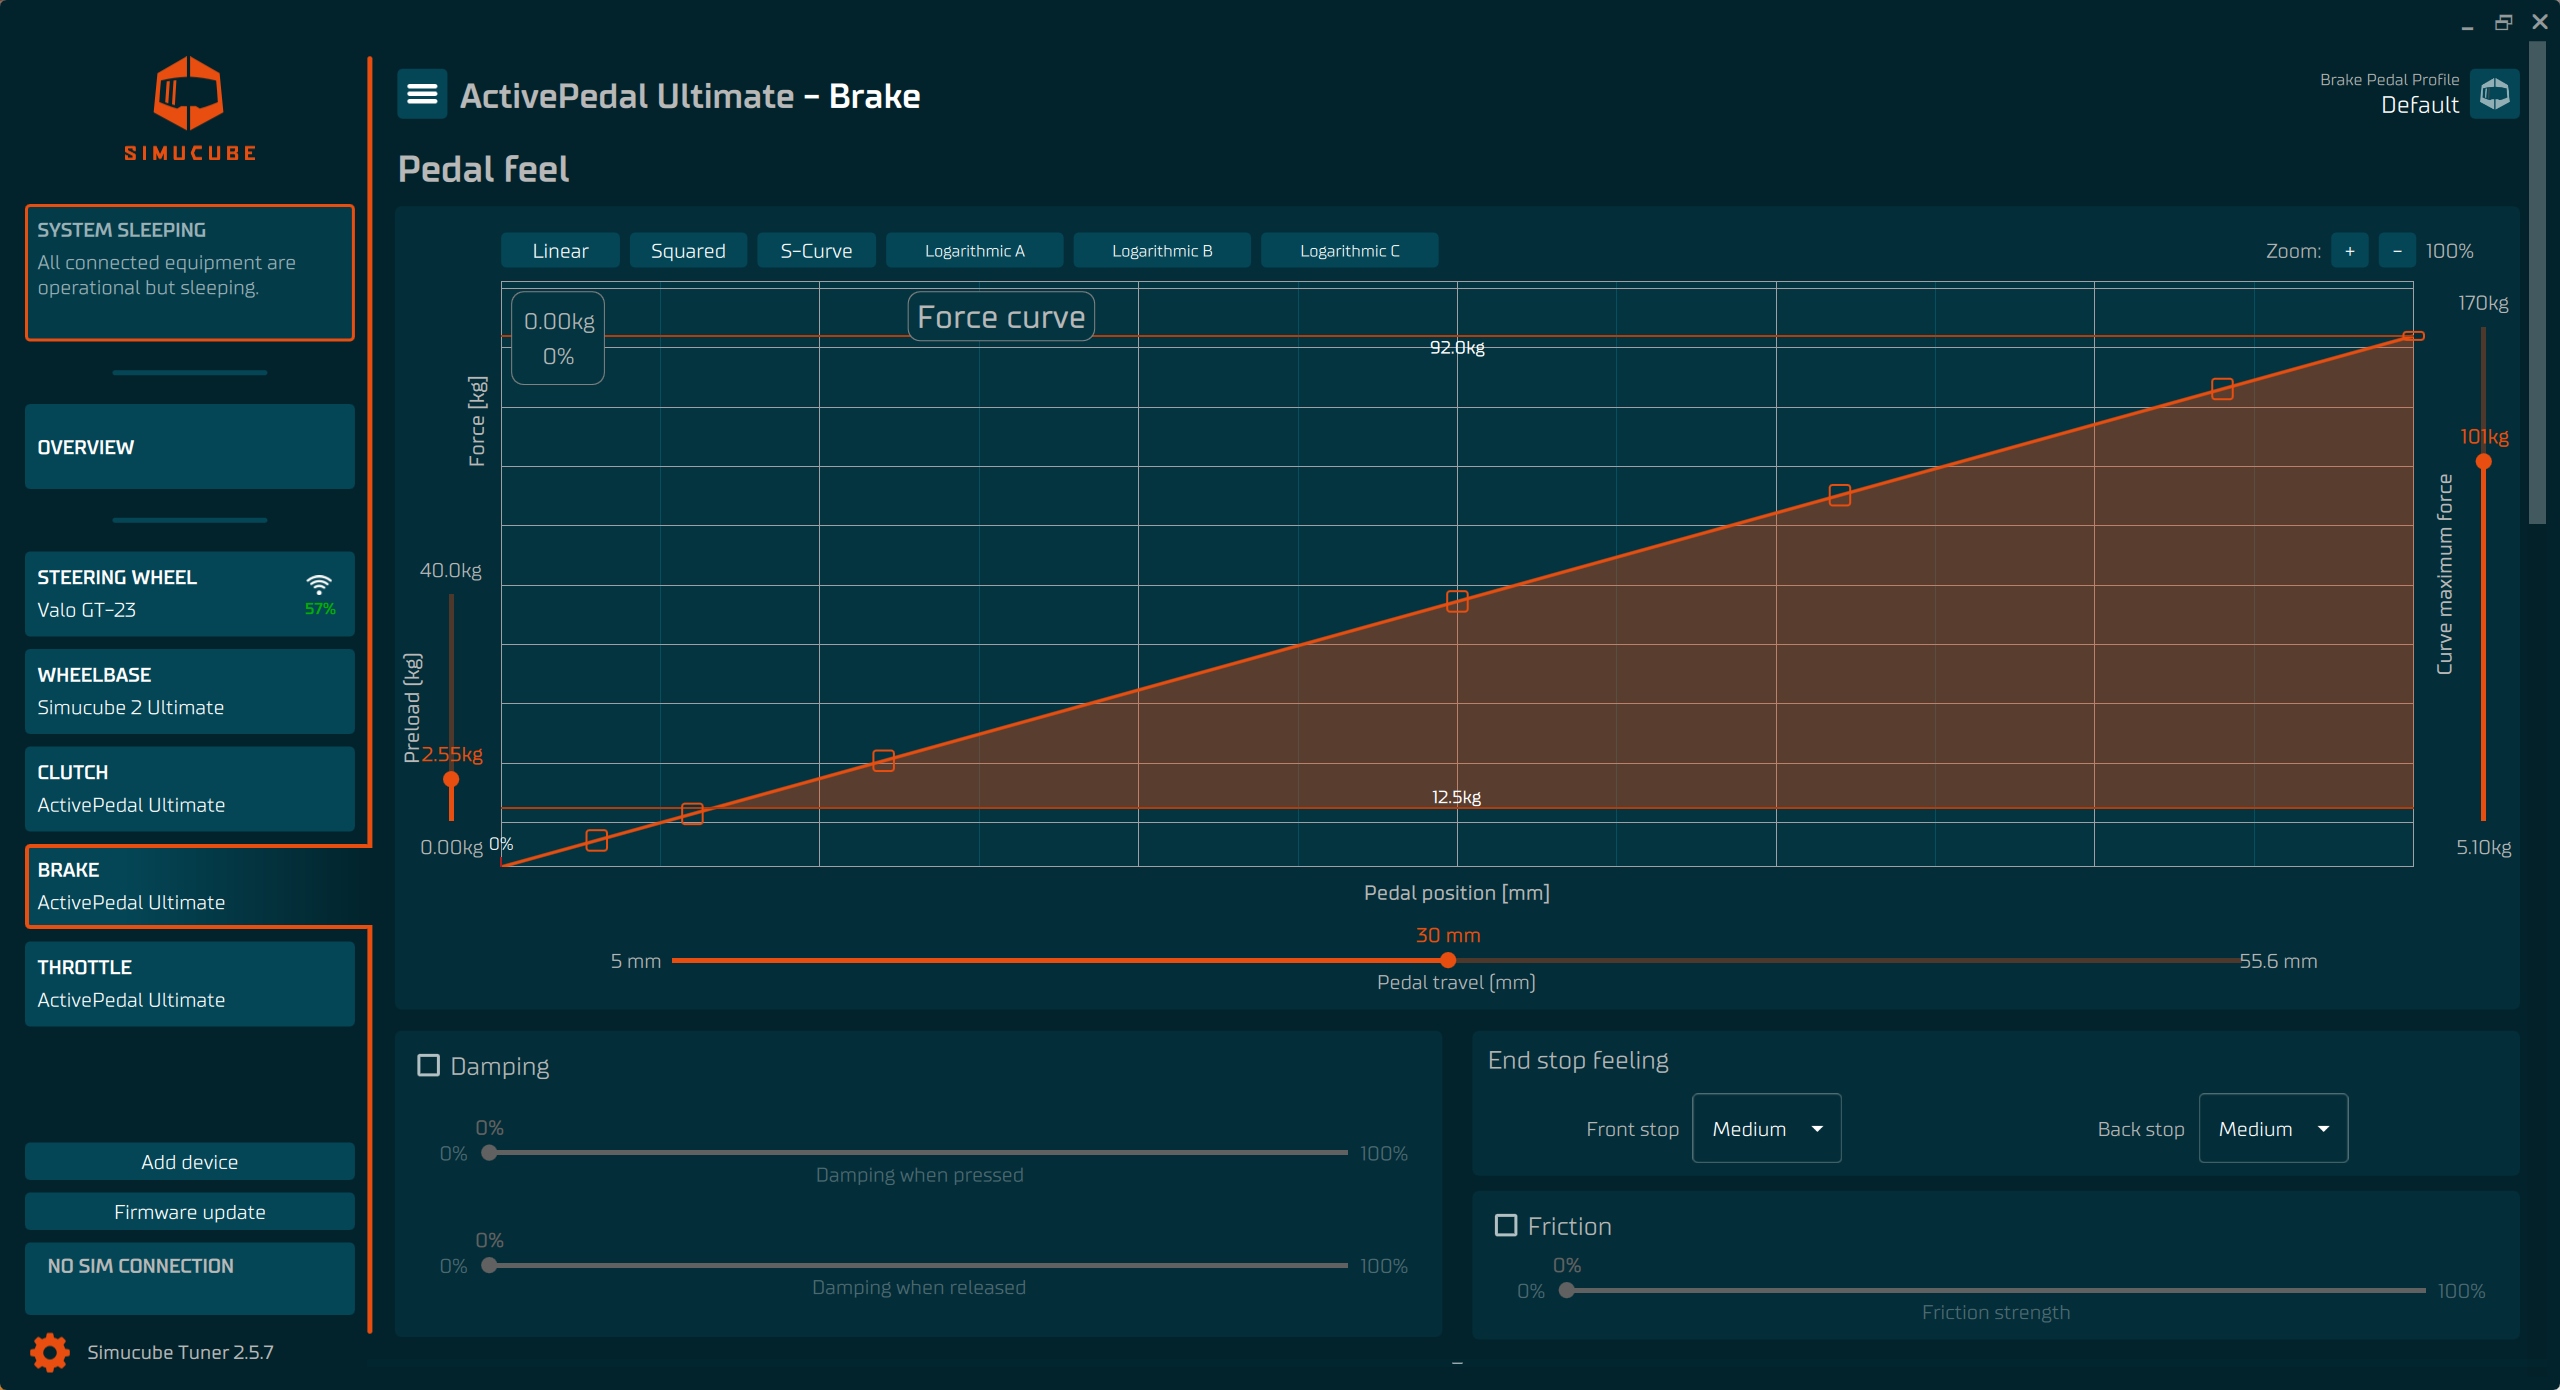 SIMUCUBE
SYSTEM SLEEPING
All connected equipment are
operational but sleeping.
OVERVIEW
STEERING WHEEL
Valo GT-23
57%
WHEELBASE
Simucube 2 Ultimate
CLUTCH
ActivePedal Ultimate
BRAKE
ActivePedal Ultimate
THROTTLE
ActivePedal Ultimate
Add device
Firmware update
NO SIM CONNECTION
Simucube Tuner 2.5.7
ActivePedal Ultimate - Brake
Brake Pedal Profile
Default
Pedal feel
Linear
Squared
S-Curve
Logarithmic A
Logarithmic B
Logarithmic C
Zoom:
+
-
100%
0.00kg
0%
Force curve
92.0kg
Force [kg]
40.0kg
Preload (kg)
2.55kg
0.00kg
0%
12.5kg
170kg
101kg
Curve maximum force
5.10kg
Pedal position [mm]
30 mm
5 mm
55.6 mm
Pedal travel (mm)
Damping
0%
0%
100%
Damping when pressed
0%
0%
100%
Damping when released
End stop feeling
Front stop
Medium
Back stop
Medium
Friction
0%
0%
100%
Friction strength